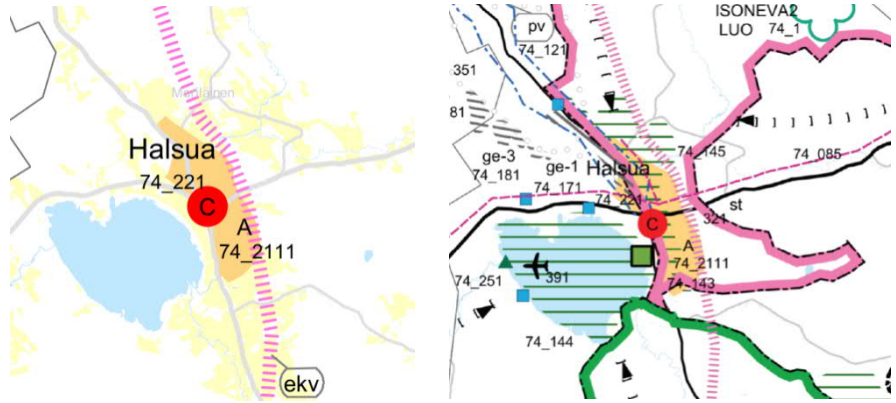 Meriläinen
Halsua
74_221
C
A
74_2111
ekv
ISONEVA2
LUO 74_1
pv
74_121
351
81
ge-3
74_181
ge-1
74_171
Halsua
74_221
74_145
74_085
st
321
C
A
74_2111
74_143
74_251
391
74_144